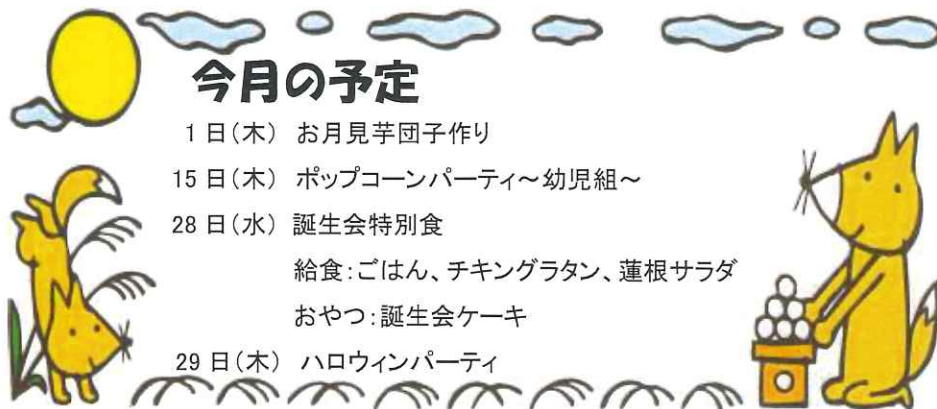 今月の予定
1日(木) お月見芋団子作り
15日(木) ポップコーンパーティ～幼児組～
28日(水) 誕生会特別食
給食:ごはん、チキングラタン、蓮根サラダ
おやつ:誕生会ケーキ
29日(木) ハロウィンパーティ